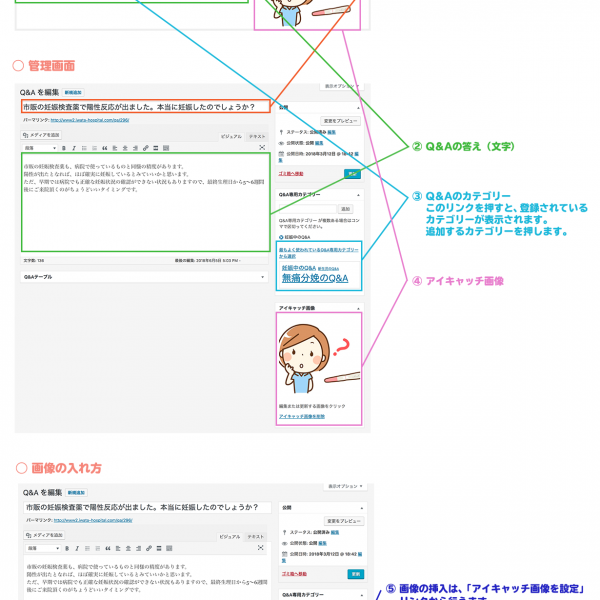 ○ 管理画面
表示オプション ▼
Q&A を編集 新規追加
市販の妊娠検査薬で陽性反応が出ました。本当に妊娠したのでしょうか？
パーマリンク: http://www2.iwata-hospital.com/qa/296/
メディアを追加
ビジュアル テキスト
段落
市販の妊娠検査薬も、病院で使っているものと同様の精度があります。
陽性が出たとなれば、ほぼ確実に妊娠しているとみていいかと思います。
ただ、早期では病院でも正確な妊娠状況の確認ができない状況もありますので、最終生理日から5〜6週間
後にご来院頂くのがちょうどいいタイミングです。
文字数: 136
最後の編集: 2018年6月5日 5:03 PM -
Q&Aテーブル
公開
変更をプレビュー
ステータス: 公開済み 編集
公開状態: 公開 編集
公開日時: 2018年3月12日 @ 18:42 編
集
ゴミ箱へ移動 更新
Q&A専用カテゴリー
追加
Q&A専用カテゴリー が複数ある場合はコン
マで区切ってください。
妊娠中のQ&A
最もよく使われているQ&A専用カテゴリー
から選択
妊娠中のQ&A
無痛分娩のQ&A
アイキャッチ画像
編集または更新する画像をクリック
アイキャッチ画像を削除
② Q&Aの答え（文字）
③ Q&Aのカテゴリー
このリンクを押すと、登録されている
カテゴリーが表示されます。
追加するカテゴリーを押します。
④ アイキャッチ画像
○ 画像の入れ方
表示オプション ▼
Q&A を編集 新規追加
市販の妊娠検査薬で陽性反応が出ました。本当に妊娠したのでしょうか？
パーマリンク: http://www2.iwata-hospital.com/qa/296/
メディアを追加
ビジュアル テキスト
段落
市販の妊娠検査薬も、病院で使っているものと同様の精度があります。
陽性が出たとなれば、ほぼ確実に妊娠しているとみていいかと思います。
ただ、早期では病院でも正確な妊娠状況の確認ができない状況もありますので、最終生理日から5〜6週間
後にご来院頂くのがちょうどいいタイミングです。
公開
変更をプレビュー
ステータス: 公開済み 編集
公開状態: 公開 編集
公開日時: 2018年3月12日 @ 18:42 編
集
ゴミ箱へ移動 更新
Q&A専用カテゴリー
⑤ 画像の挿入は、「アイキャッチ画像を設定」
リンクから行えます